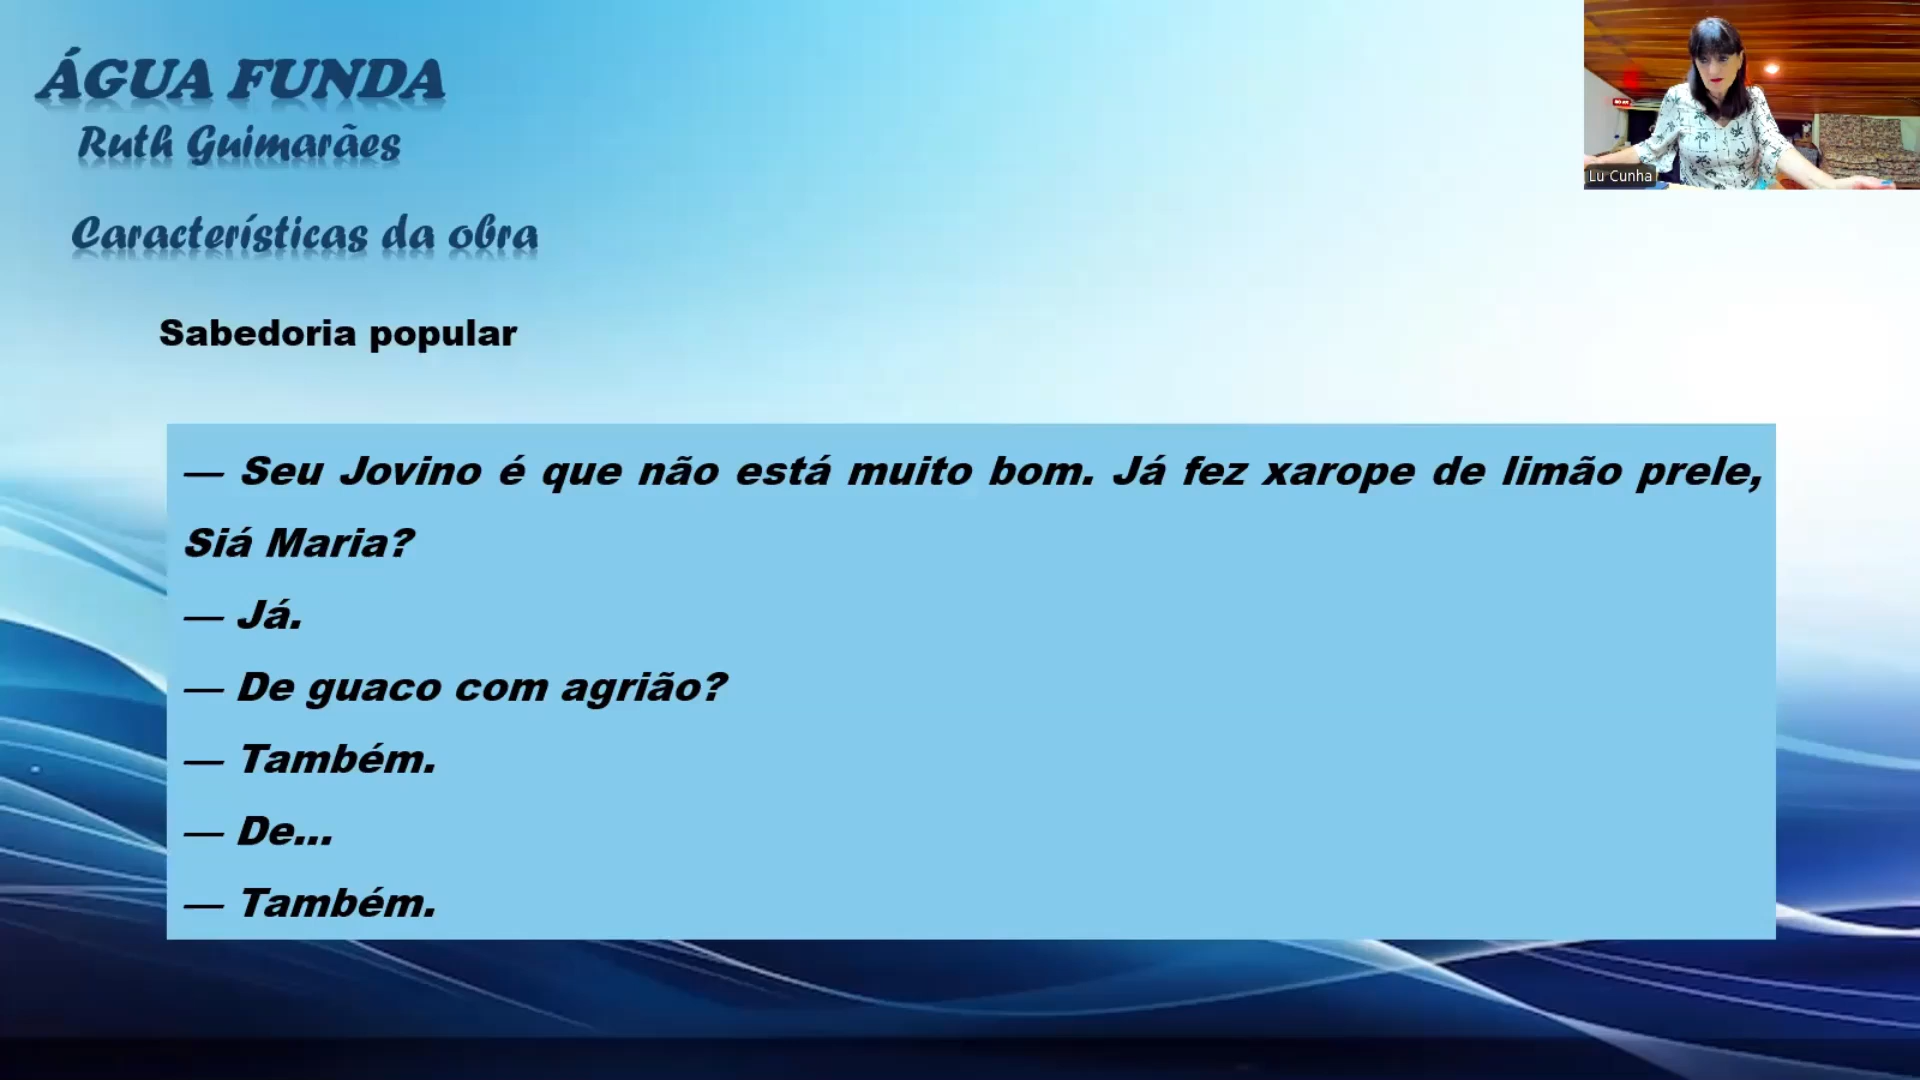 ÁGUA FUNDA
Ruth Guimarães
Características da obra
Lu Cunha
Sabedoria popular
— Seu Jovino é que não está muito bom. Já fez xarope de limão prele,
Siá Maria?
— Já.
— De guaco com agrião?
— Também.
— De...
— Também.